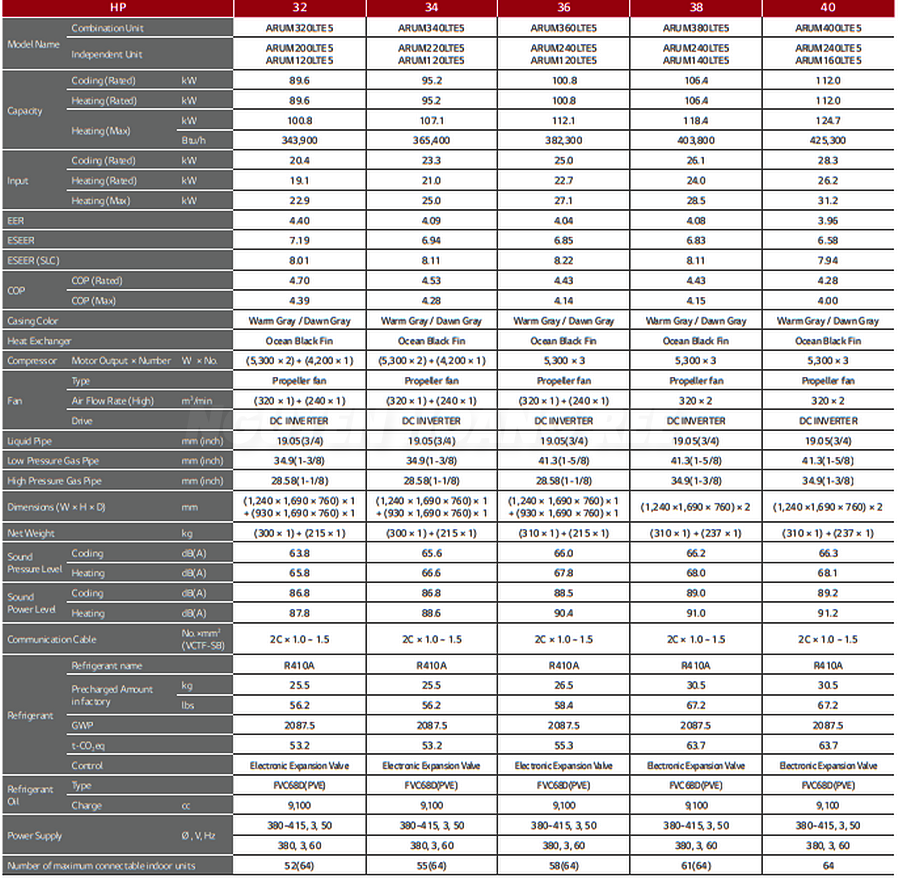 HP 32 34 36 38 40
Model Name Combination Unit ARUM320LTE5 ARUM340LTE5 ARUM360LTE5 ARUM380LTE5 ARUM400LTE5
Independent Unit ARUM200LTE5 ARUM220LTE5 ARUM240LTE5 ARUM240LTE5 ARUM240LTE5
ARUM120LTE5 ARUM120LTE5 ARUM120LTE5 ARUM140LTE5 ARUM160LTE5
Capacity Cooling (Rated) kW 89.6 95.2 100.8 106.4 112.0
Heating (Rated) kW 89.6 95.2 100.8 106.4 112.0
Heating (Max) kW 100.8 107.1 112.1 118.4 124.7
Btu/h 343,900 365,400 382,300 403,800 425,300
Input Cooling (Rated) kW 20.4 23.3 25.0 26.1 28.3
Heating (Rated) kW 19.1 21.0 22.7 24.0 26.2
Heating (Max) kW 22.9 25.0 27.1 28.5 31.2
EER 4.40 4.09 4.04 4.08 3.96
ESEER 7.19 6.94 6.85 6.83 6.58
ESEER (SLC) 8.01 8.11 8.22 8.11 7.94
COP COP (Rated) 4.70 4.53 4.43 4.43 4.28
COP (Max) 4.39 4.28 4.14 4.15 4.00
Casing Color Warm Gray / Dawn Gray Warm Gray / Dawn Gray Warm Gray / Dawn Gray Warm Gray / Dawn Gray Warm Gray / Dawn Gray
Heat Exchanger Ocean Black Fin Ocean Black Fin Ocean Black Fin Ocean Black Fin Ocean Black Fin
Compressor Motor Output × Number W × No. (5,300 × 2) + (4,200 × 1) (5,300 × 2) + (4,200 × 1) 5,300 × 3 5,300 × 3 5,300 × 3
Fan Type Propeller fan Propeller fan Propeller fan Propeller fan Propeller fan
Air Flow Rate (High) m³/min (320 × 1) + (240 × 1) (320 × 1) + (240 × 1) (320 × 1) + (240 × 1) 320 × 2 320 × 2
Drive DC INVERTER DC INVERTER DC INVERTER DC INVERTER DC INVERTER
Liquid Pipe mm (inch) 19.05(3/4) 19.05(3/4) 19.05(3/4) 19.05(3/4) 19.05(3/4)
Low Pressure Gas Pipe mm (inch) 34.9(1-3/8) 34.9(1-3/8) 41.3(1-5/8) 41.3(1-5/8) 41.3(1-5/8)
High Pressure Gas Pipe mm (inch) 28.58(1-1/8) 28.58(1-1/8) 28.58(1-1/8) 34.9(1-3/8) 34.9(1-3/8)
Dimensions (W × H × D) mm (1,240 × 1,690 × 760) × 1 (1,240 × 1,690 × 760) × 1 (1,240 × 1,690 × 760) × 1 (1,240 ×1,690 × 760) × 2 (1,240 ×1,690 × 760) × 2
+ (930 × 1,690 × 760) × 1 + (930 × 1,690 × 760) × 1 + (930 × 1,690 × 760) × 1
Net Weight kg (300 × 1) + (215 × 1) (300 × 1) + (215 × 1) (310 × 1) + (215 × 1) (310 × 1) + (237 × 1) (310 × 1) + (237 × 1)
Sound Pressure Level Cooling dB(A) 63.8 65.6 66.0 66.2 66.3
Heating dB(A) 65.8 66.6 67.8 68.0 68.1
Sound Power Level Cooling dB(A) 86.8 86.8 88.5 89.0 89.2
Heating dB(A) 87.8 88.6 90.4 91.0 91.2
Communication Cable No.×mm² (VCTF-SB) 2C × 1.0 – 1.5 2C × 1.0 – 1.5 2C × 1.0 – 1.5 2C × 1.0 – 1.5 2C × 1.0 – 1.5
Refrigerant Refrigerant name R410A R410A R410A R410A R410A
Precharged Amount in factory kg 25.5 25.5 26.5 30.5 30.5
lbs 56.2 56.2 58.4 67.2 67.2
GWP 2087.5 2087.5 2087.5 2087.5 2087.5
t-CO₂eq 53.2 53.2 55.3 63.7 63.7
Control Electronic Expansion Valve Electronic Expansion Valve Electronic Expansion Valve Electronic Expansion Valve Electronic Expansion Valve
Refrigerant Oil Type FVC68D(PVE) FVC68D(PVE) FVC68D(PVE) FVC68D(PVE) FVC68D(PVE)
Charge cc 9,100 9,100 9,100 9,100 9,100
Power Supply Ø, V, Hz 380-415, 3, 50 380-415, 3, 50 380-415, 3, 50 380-415, 3, 50 380-415, 3, 50
380, 3, 60 380, 3, 60 380, 3, 60 380, 3, 60 380, 3, 60
Number of maximum connectable indoor units 52(64) 55(64) 58(64) 61(64) 64